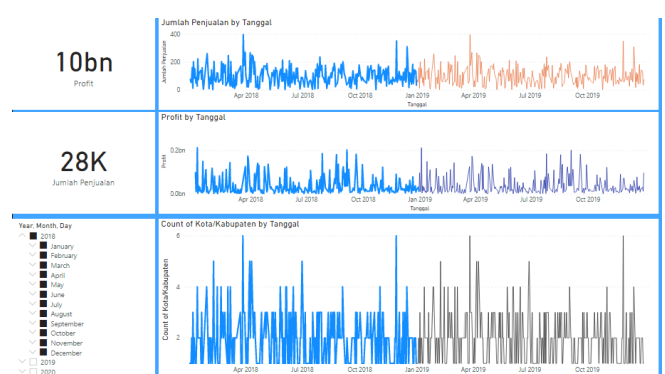 10bn
Profit
Jumlah Penjualan by Tanggal
Jumlah Penjualan
400
200
0
Apr 2018 Jul 2018 Oct 2018 Jan 2019 Apr 2019 Jul 2019 Oct 2019
Tanggal
28K
Jumlah Penjualan
Profit by Tanggal
Profit
0.2bn
0.0bn
Apr 2018 Jul 2018 Oct 2018 Jan 2019 Apr 2019 Jul 2019 Oct 2019
Tanggal
Year, Month, Day
2018
January
February
March
April
May
June
July
August
September
October
November
December
2019
2020
Count of Kota/Kabupaten by Tanggal
Count of Kota/Kabupaten
6
4
2
Apr 2018 Jul 2018 Oct 2018 Jan 2019 Apr 2019 Jul 2019 Oct 2019